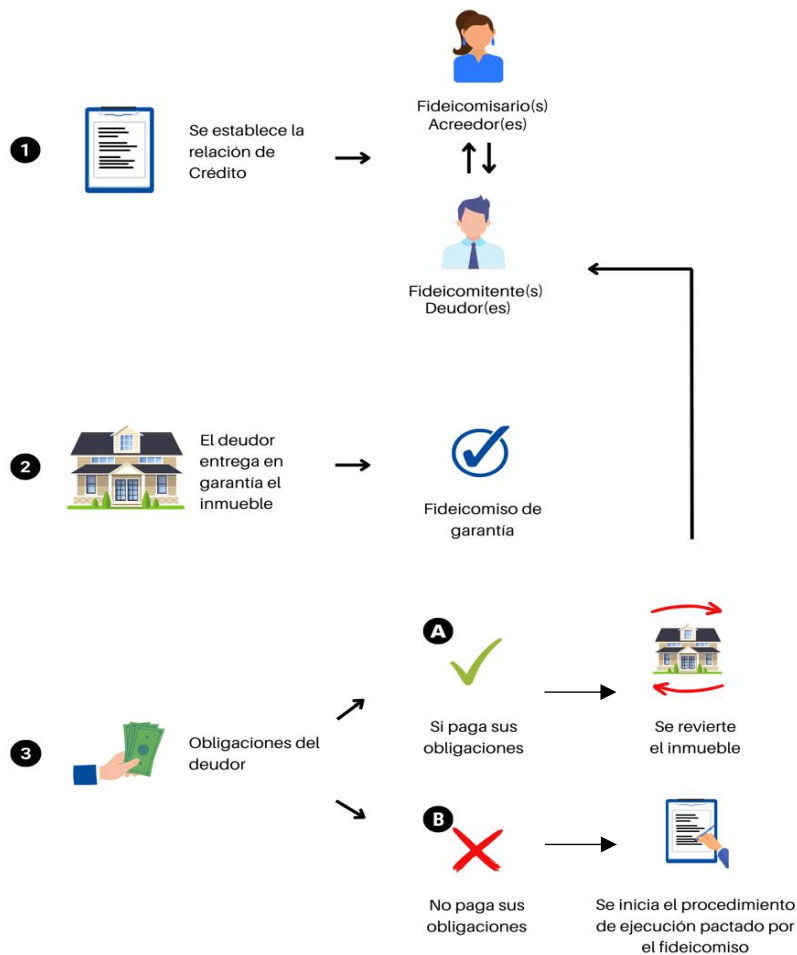 1
Se establece la
relación de
Crédito
Fideicomisario(s)
Acreedor(es)
Fideicomitente(s)
Deudor(es)
2
El deudor
entrega en
garantía el
inmueble
Fideicomiso de
garantía
3
Obligaciones del
deudor
A
Si paga sus
obligaciones
Se revierte
el inmueble
B
No paga sus
obligaciones
Se inicia el procedimiento
de ejecución pactado por
el fideicomiso